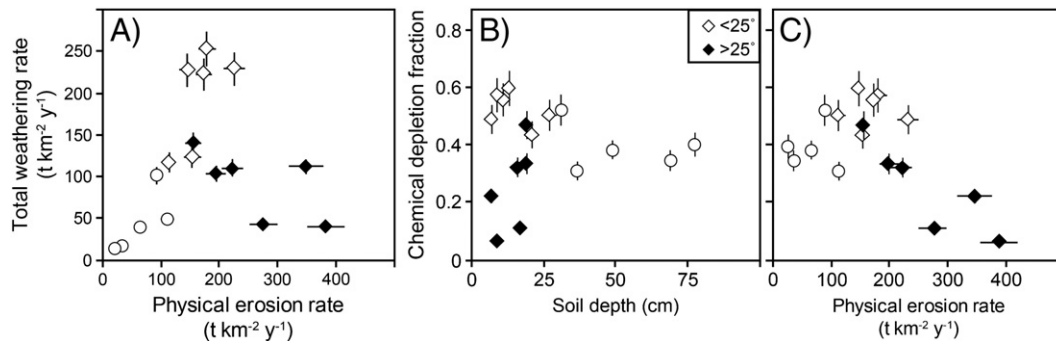 A)
Total weathering rate
(t km⁻² y⁻¹)
250
200
150
100
50
0
0 100 200 300 400
Physical erosion rate
(t km⁻² y⁻¹)
B)
<25°
>25°
Chemical depletion fraction
0.8
0.6
0.4
0.2
0
0 25 50 75
Soil depth (cm)
C)
0 100 200 300 400
Physical erosion rate
(t km⁻² y⁻¹)